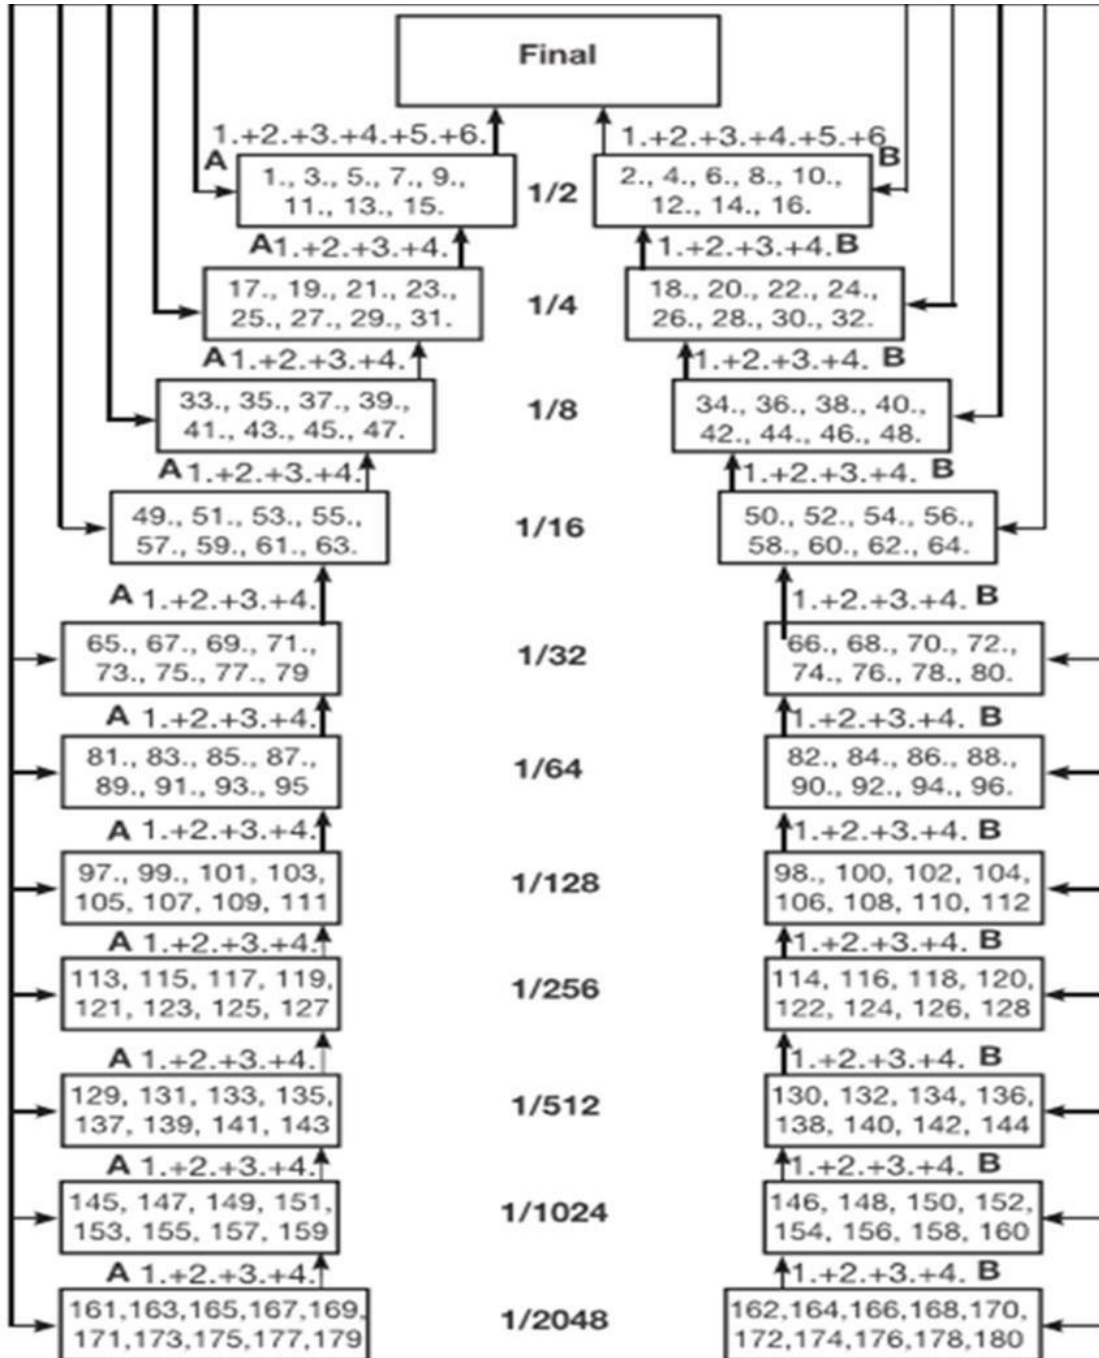 Final
1.+2.+3.+4.+5.+6. 1.+2.+3.+4.+5.+6
A B
1., 3., 5., 7., 9., 1/2 2., 4., 6., 8., 10.,
11., 13., 15. 12., 14., 16.
A 1.+2.+3.+4. 1.+2.+3.+4. B
17., 19., 21., 23., 1/4 18., 20., 22., 24.,
25., 27., 29., 31. 26., 28., 30., 32.
A 1.+2.+3.+4. 1.+2.+3.+4. B
33., 35., 37., 39., 1/8 34., 36., 38., 40.,
41., 43., 45., 47. 42., 44., 46., 48.
A 1.+2.+3.+4. 1.+2.+3.+4. B
49., 51., 53., 55., 1/16 50., 52., 54., 56.,
57., 59., 61., 63. 58., 60., 62., 64.
A 1.+2.+3.+4. 1.+2.+3.+4. B
65., 67., 69., 71., 1/32 66., 68., 70., 72.,
73., 75., 77., 79 74., 76., 78., 80.
A 1.+2.+3.+4. 1.+2.+3.+4. B
81., 83., 85., 87., 1/64 82., 84., 86., 88.,
89., 91., 93., 95 90., 92., 94., 96.
A 1.+2.+3.+4. 1.+2.+3.+4. B
97., 99., 101, 103, 1/128 98., 100, 102, 104,
105, 107, 109, 111 106, 108, 110, 112
A 1.+2.+3.+4. 1.+2.+3.+4. B
113, 115, 117, 119, 1/256 114, 116, 118, 120,
121, 123, 125, 127 122, 124, 126, 128
A 1.+2.+3.+4. 1.+2.+3.+4. B
129, 131, 133, 135, 1/512 130, 132, 134, 136,
137, 139, 141, 143 138, 140, 142, 144
A 1.+2.+3.+4. 1.+2.+3.+4. B
145, 147, 149, 151, 1/1024 146, 148, 150, 152,
153, 155, 157, 159 154, 156, 158, 160
A 1.+2.+3.+4. 1.+2.+3.+4. B
161,163,165,167,169, 1/2048 162,164,166,168,170,
171,173,175,177,179 172,174,176,178,180